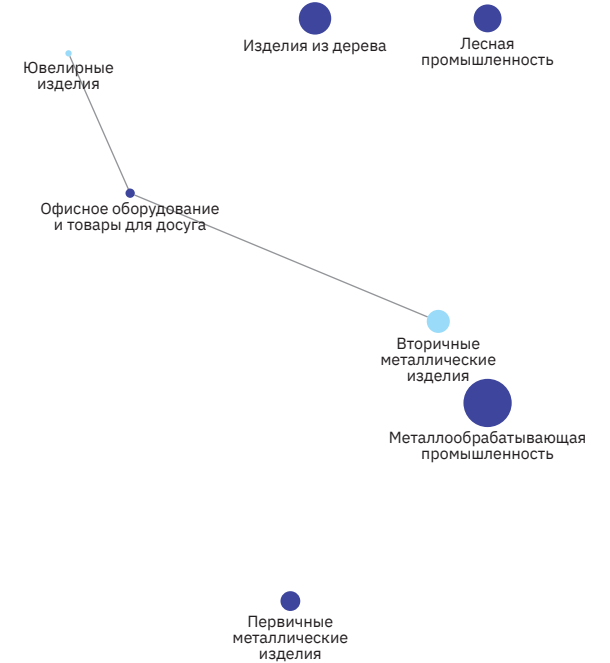 Изделия из дерева
Лесная
промышленность
Ювелирные
изделия
Офисное оборудование
и товары для досуга
Вторичные
металлические
изделия
Металлообрабатывающая
промышленность
Первичные
металлические
изделия